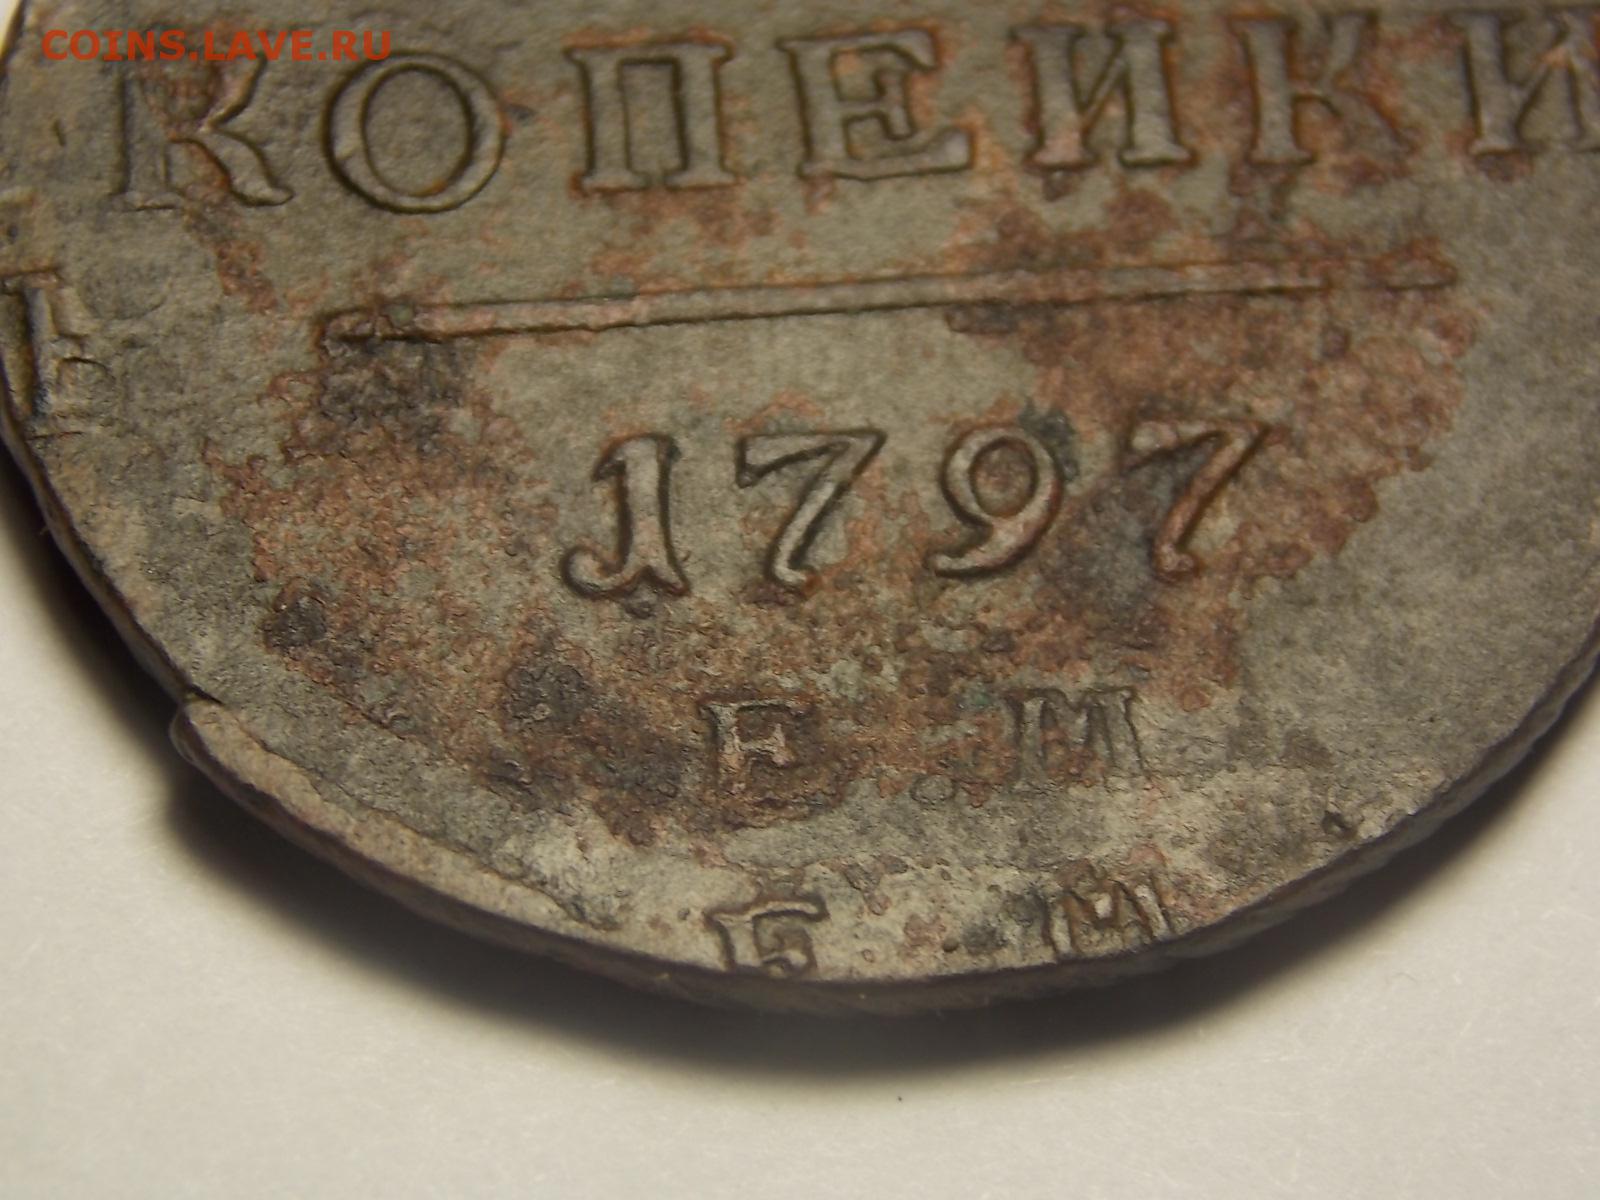 COINS.LAVE.RU
КОПЕЙКИ
1797
Е.М
Е М